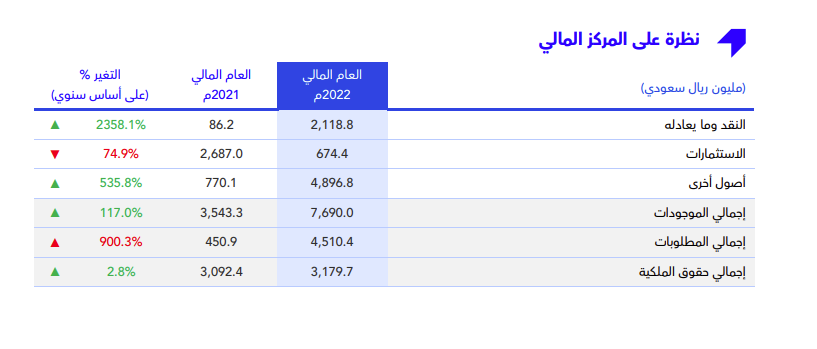 نظرة على المركز المالي
(مليون ريال سعودي) العام المالي 2022م العام المالي 2021م التغير % (على أساس سنوي)
النقد وما يعادله 2,118.8 86.2 2358.1% ▲
الاستثمارات 674.4 2,687.0 74.9% ▼
أصول أخرى 4,896.8 770.1 535.8% ▲
إجمالي الموجودات 7,690.0 3,543.3 117.0% ▲
إجمالي المطلوبات 4,510.4 450.9 900.3% ▲
إجمالي حقوق الملكية 3,179.7 3,092.4 2.8% ▲